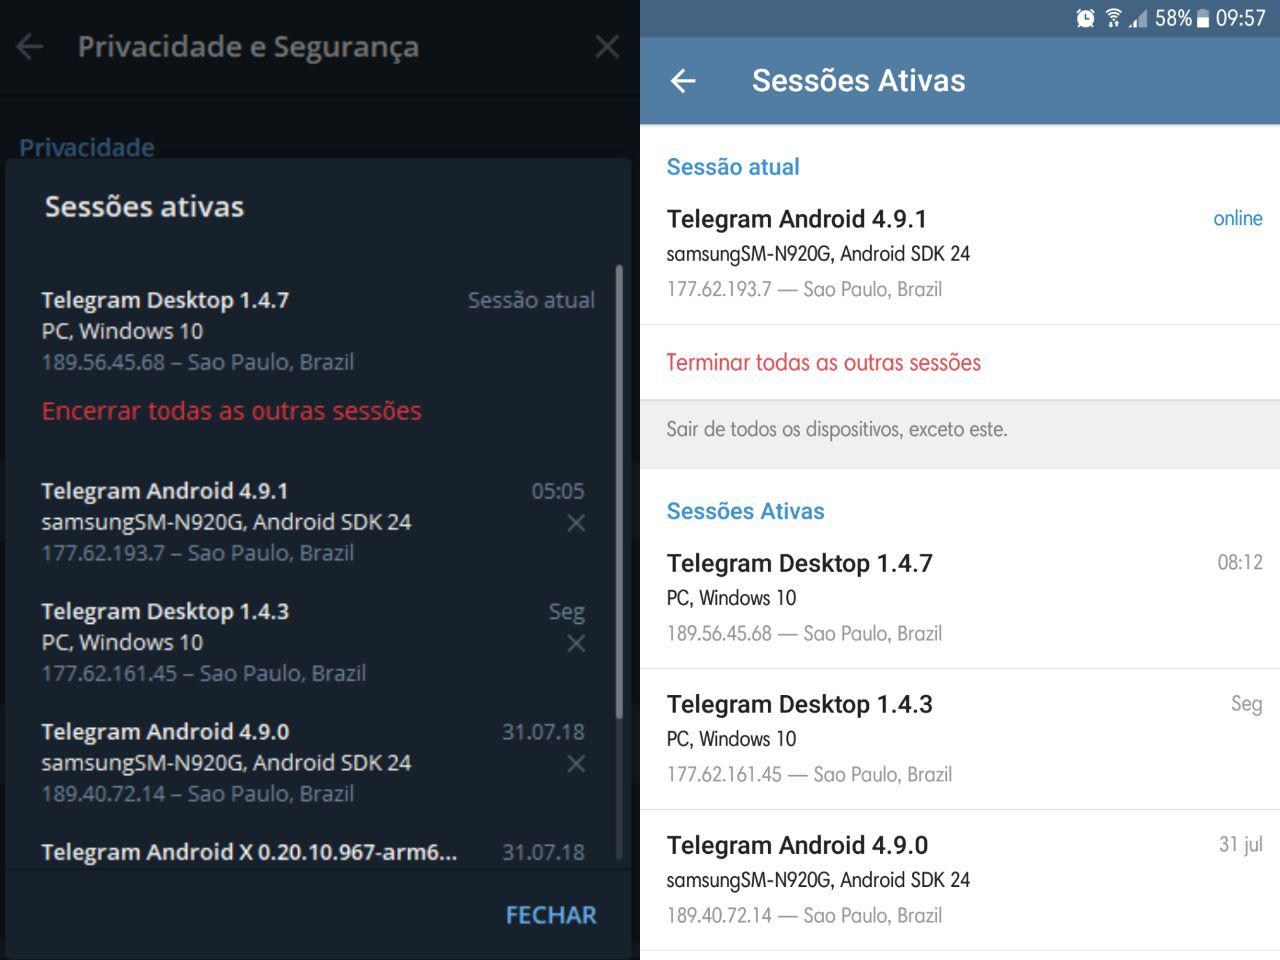 Privacidade e Segurança
Privacidade
Sessões ativas
Telegram Desktop 1.4.7
Sessão atual
PC, Windows 10
189.56.45.68 – Sao Paulo, Brazil
Encerrar todas as outras sessões
Telegram Android 4.9.1
05:05
samsungSM-N920G, Android SDK 24
177.62.193.7 – Sao Paulo, Brazil
Telegram Desktop 1.4.3
Seg
PC, Windows 10
177.62.161.45 – Sao Paulo, Brazil
Telegram Android 4.9.0
31.07.18
samsungSM-N920G, Android SDK 24
189.40.72.14 – Sao Paulo, Brazil
Telegram Android X 0.20.10.967-arm6...
31.07.18
FECHAR
58% 09:57
Sessões Ativas
Sessão atual
Telegram Android 4.9.1
online
samsungSM-N920G, Android SDK 24
177.62.193.7 — Sao Paulo, Brazil
Terminar todas as outras sessões
Sair de todos os dispositivos, exceto este.
Sessões Ativas
Telegram Desktop 1.4.7
08:12
PC, Windows 10
189.56.45.68 — Sao Paulo, Brazil
Telegram Desktop 1.4.3
Seg
PC, Windows 10
177.62.161.45 — Sao Paulo, Brazil
Telegram Android 4.9.0
31 jul
samsungSM-N920G, Android SDK 24
189.40.72.14 — Sao Paulo, Brazil